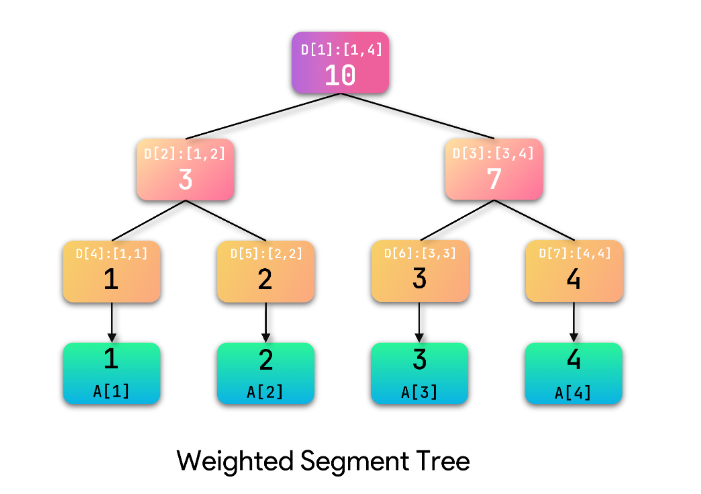 D[1]:[1,4]
10
D[2]:[1,2]
3
D[3]:[3,4]
7
D[4]:[1,1]
1
D[5]:[2,2]
2
D[6]:[3,3]
3
D[7]:[4,4]
4
1
A[1]
2
A[2]
3
A[3]
4
A[4]
Weighted Segment Tree